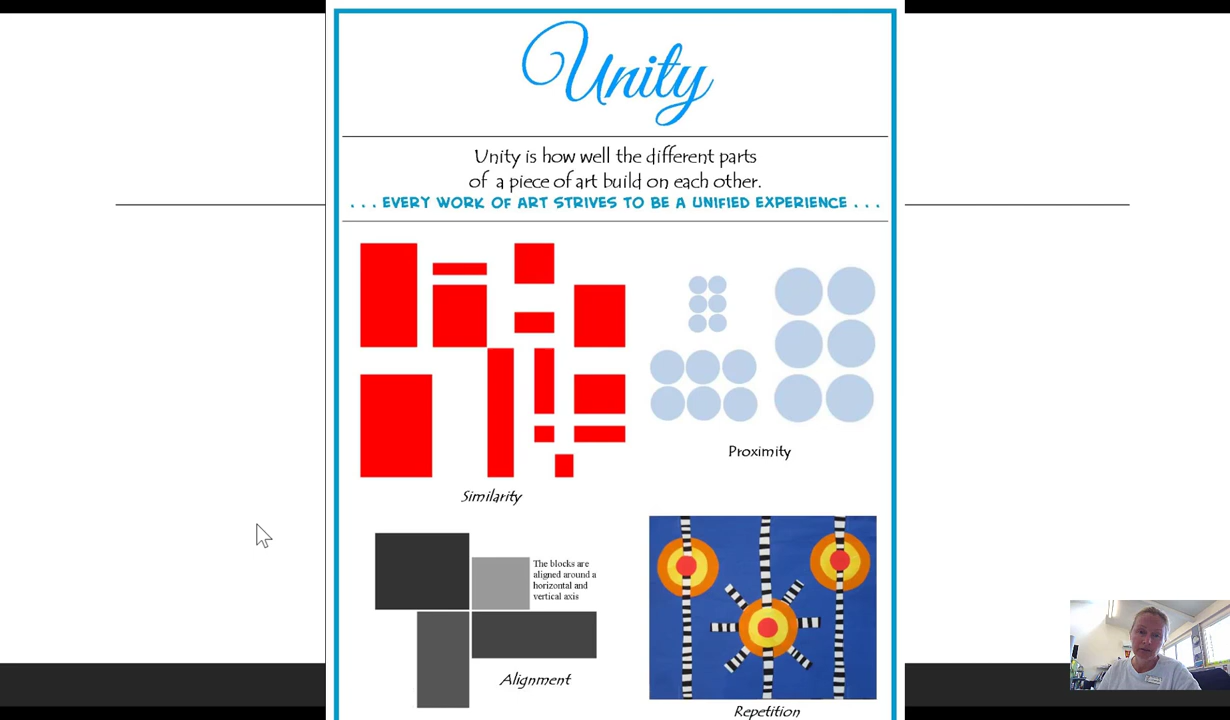 Unity
Unity is how well the different parts
of a piece of art build on each other.
. . . EVERY WORK OF ART STRIVES TO BE A UNIFIED EXPERIENCE . . .
Similarity
Proximity
The blocks are
aligned around a
horizontal and
vertical axis
Alignment
Repetition